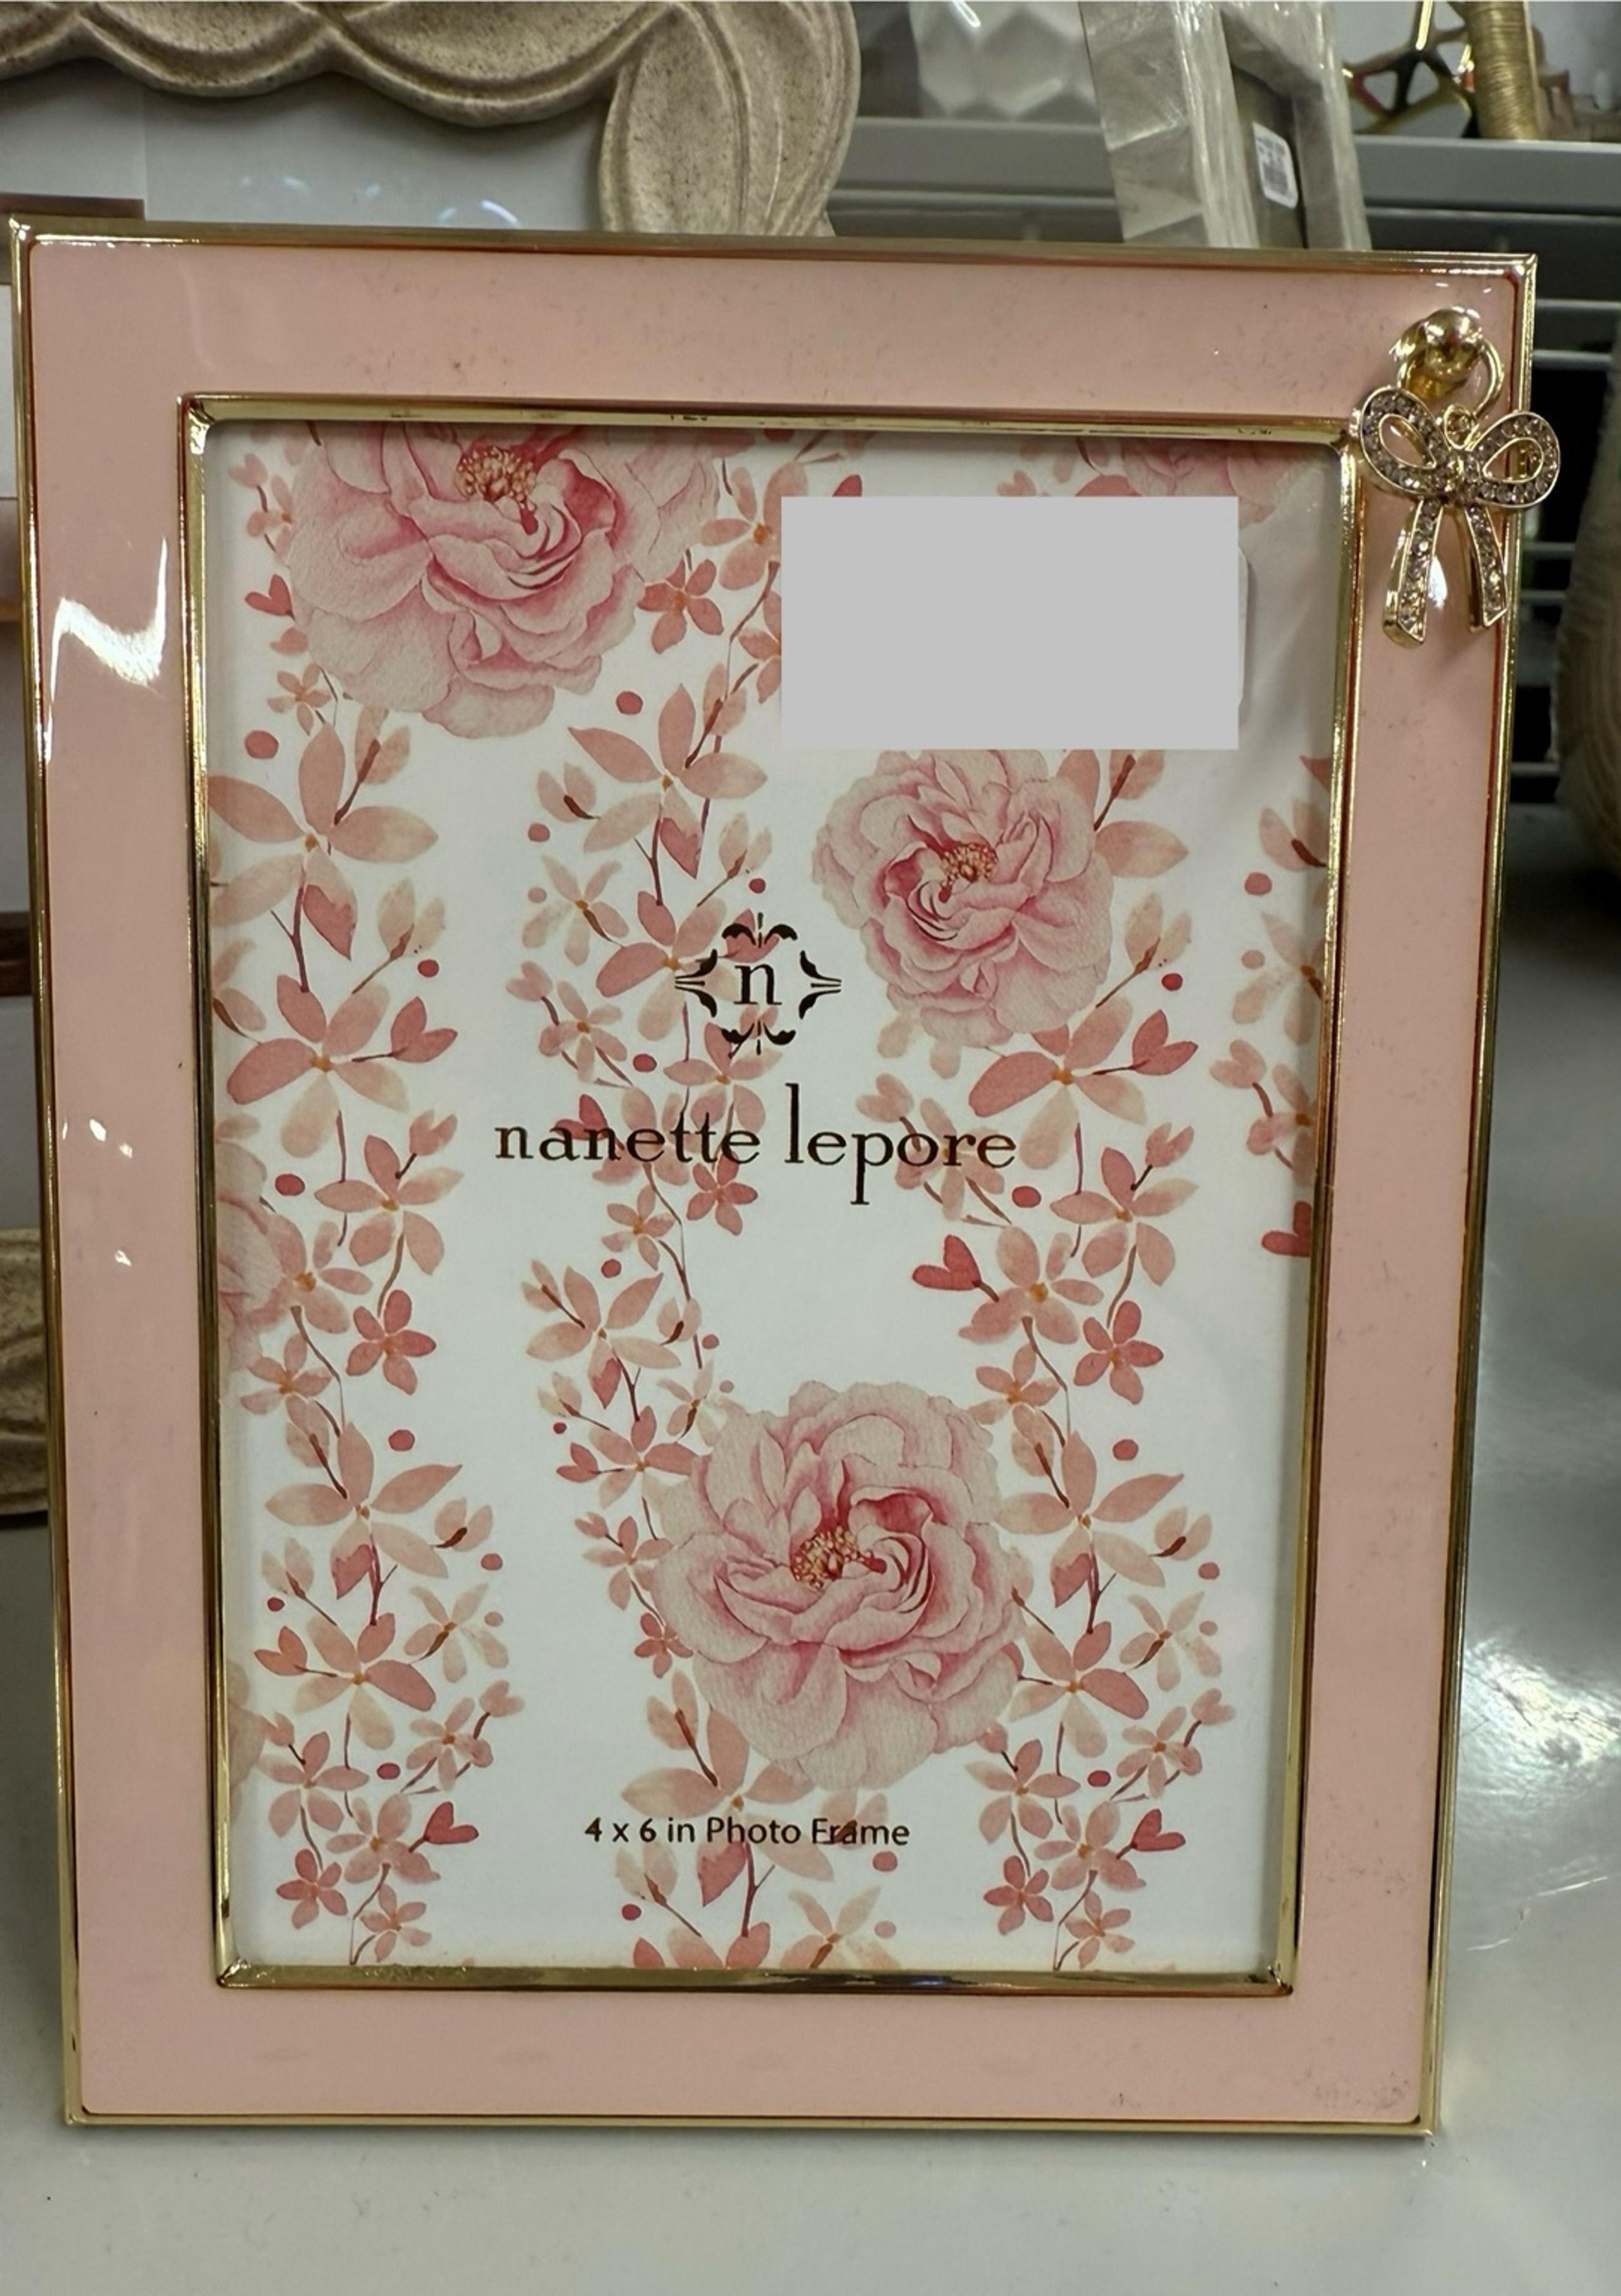 n
nanette lepore
4 x 6 in Photo Frame